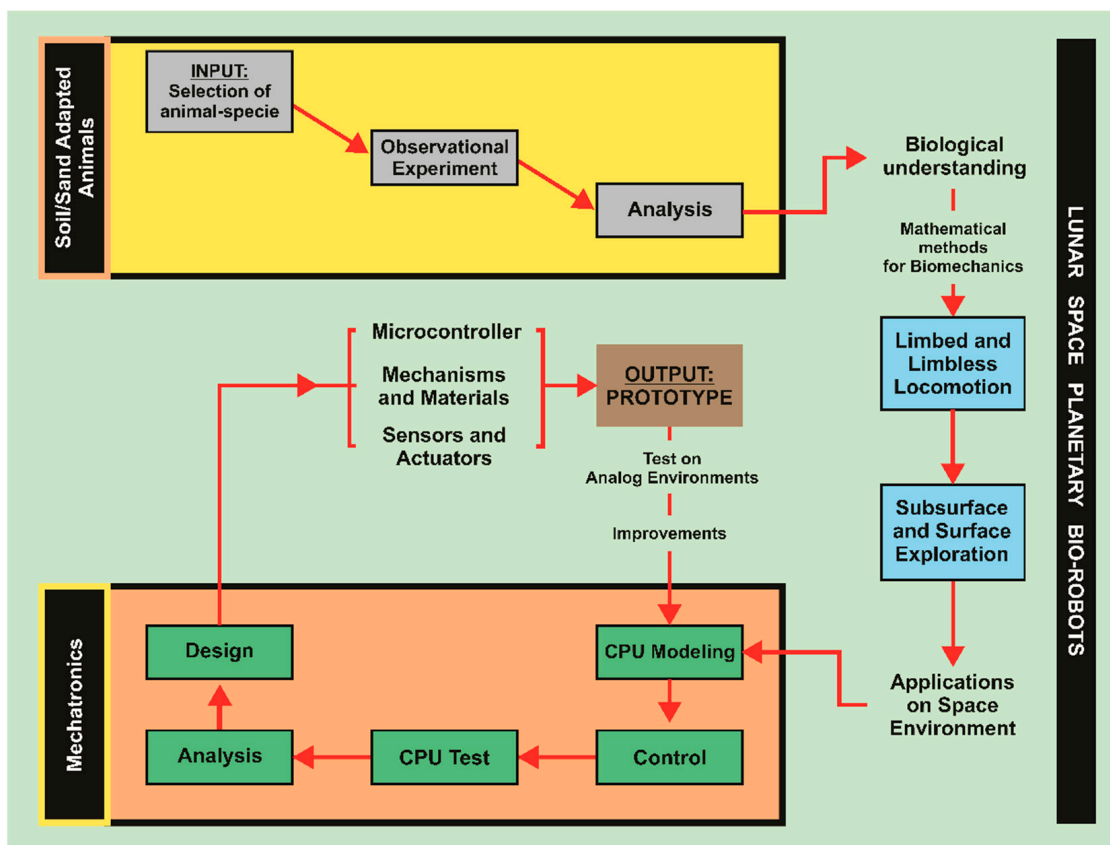 Soil/Sand Adapted
Animals
INPUT:
Selection of
animal-specie
Observational
Experiment
Analysis
Biological
understanding
Mathematical
methods
for Biomechanics
Limbed and
Limbless
Locomotion
Subsurface
and Surface
Exploration
Applications
on Space
Environment
LUNAR SPACE PLANETARY BIO-ROBOTS
Microcontroller
Mechanisms
and Materials
Sensors and
Actuators
OUTPUT:
PROTOTYPE
Test on
Analog Environments
Improvements
Mechatronics
Design
CPU Modeling
Analysis
CPU Test
Control